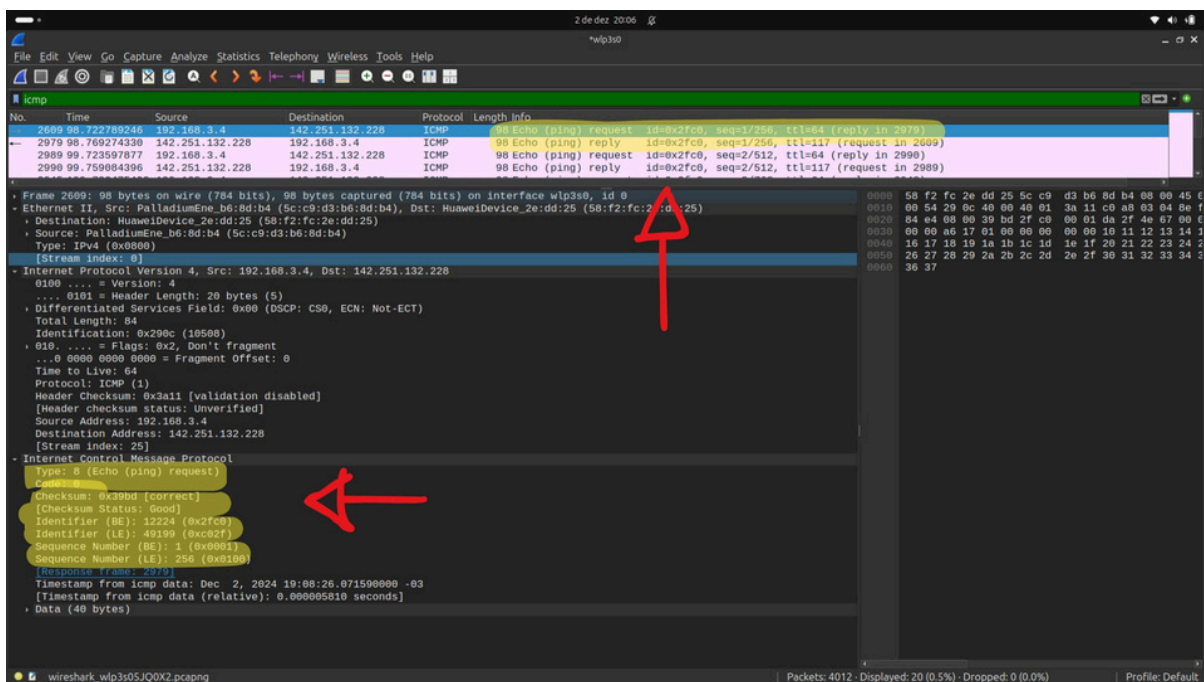 2 de dez 20:06
*wlp3s0
File Edit View Go Capture Analyze Statistics Telephony Wireless Tools Help
icmp
No. Time Source Destination Protocol Length Info
2609 98.722789246 192.168.3.4 142.251.132.228 ICMP 98 Echo (ping) request id=0x2fc0, seq=1/256, ttl=64 (reply in 2979)
2979 98.769274330 142.251.132.228 192.168.3.4 ICMP 98 Echo (ping) reply id=0x2fc0, seq=1/256, ttl=117 (request in 2609)
2989 99.723597877 192.168.3.4 142.251.132.228 ICMP 98 Echo (ping) request id=0x2fc0, seq=2/512, ttl=64 (reply in 2990)
2990 99.759084396 142.251.132.228 192.168.3.4 ICMP 98 Echo (ping) reply id=0x2fc0, seq=2/512, ttl=117 (request in 2989)
Frame 2609: 98 bytes on wire (784 bits), 98 bytes captured (784 bits) on interface wlp3s0, id 0
Ethernet II, Src: PalladiumEne_b6:8d:b4 (5c:c9:d3:b6:8d:b4), Dst: HuaweiDevice_2e:dd:25 (58:f2:fc:2e:dd:25)
Destination: HuaweiDevice_2e:dd:25 (58:f2:fc:2e:dd:25)
Source: PalladiumEne_b6:8d:b4 (5c:c9:d3:b6:8d:b4)
Type: IPv4 (0x0800)
[Stream index: 0]
Internet Protocol Version 4, Src: 192.168.3.4, Dst: 142.251.132.228
0100 .... = Version: 4
.... 0101 = Header Length: 20 bytes (5)
Differentiated Services Field: 0x00 (DSCP: CS0, ECN: Not-ECT)
Total Length: 84
Identification: 0x290c (10508)
010. .... = Flags: 0x2, Don't fragment
...0 0000 0000 0000 = Fragment Offset: 0
Time to Live: 64
Protocol: ICMP (1)
Header Checksum: 0x3a11 [validation disabled]
[Header checksum status: Unverified]
Source Address: 192.168.3.4
Destination Address: 142.251.132.228
[Stream index: 25]
Internet Control Message Protocol
Type: 8 (Echo (ping) request)
Code: 0
Checksum: 0x39bd [correct]
[Checksum Status: Good]
Identifier (BE): 12224 (0x2fc0)
Identifier (LE): 49199 (0xc02f)
Sequence Number (BE): 1 (0x0001)
Sequence Number (LE): 256 (0x0100)
[Response frame: 2979]
Timestamp from icmp data: Dec 2, 2024 19:08:26.071590000 -03
[Timestamp from icmp data (relative): 0.000005810 seconds]
Data (40 bytes)
0000 58 f2 fc 2e dd 25 5c c9 d3 b6 8d b4 08 00 45
0010 00 54 29 0c 40 00 40 01 3a 11 c0 a8 03 04 8e
0020 84 e4 08 00 39 bd 2f c0 00 01 da 2f 4e 67 00
0030 00 00 a6 17 01 00 00 00 00 00 10 11 12 13 14
0040 16 17 18 19 1a 1b 1c 1d 1e 1f 20 21 22 23 24
0050 26 27 28 29 2a 2b 2c 2d 2e 2f 30 31 32 33 34
0060 36 37
wireshark_wlp3s05JQ0X2.pcapng
Packets: 4012 · Displayed: 20 (0.5%) · Dropped: 0 (0.0%)
Profile: Default